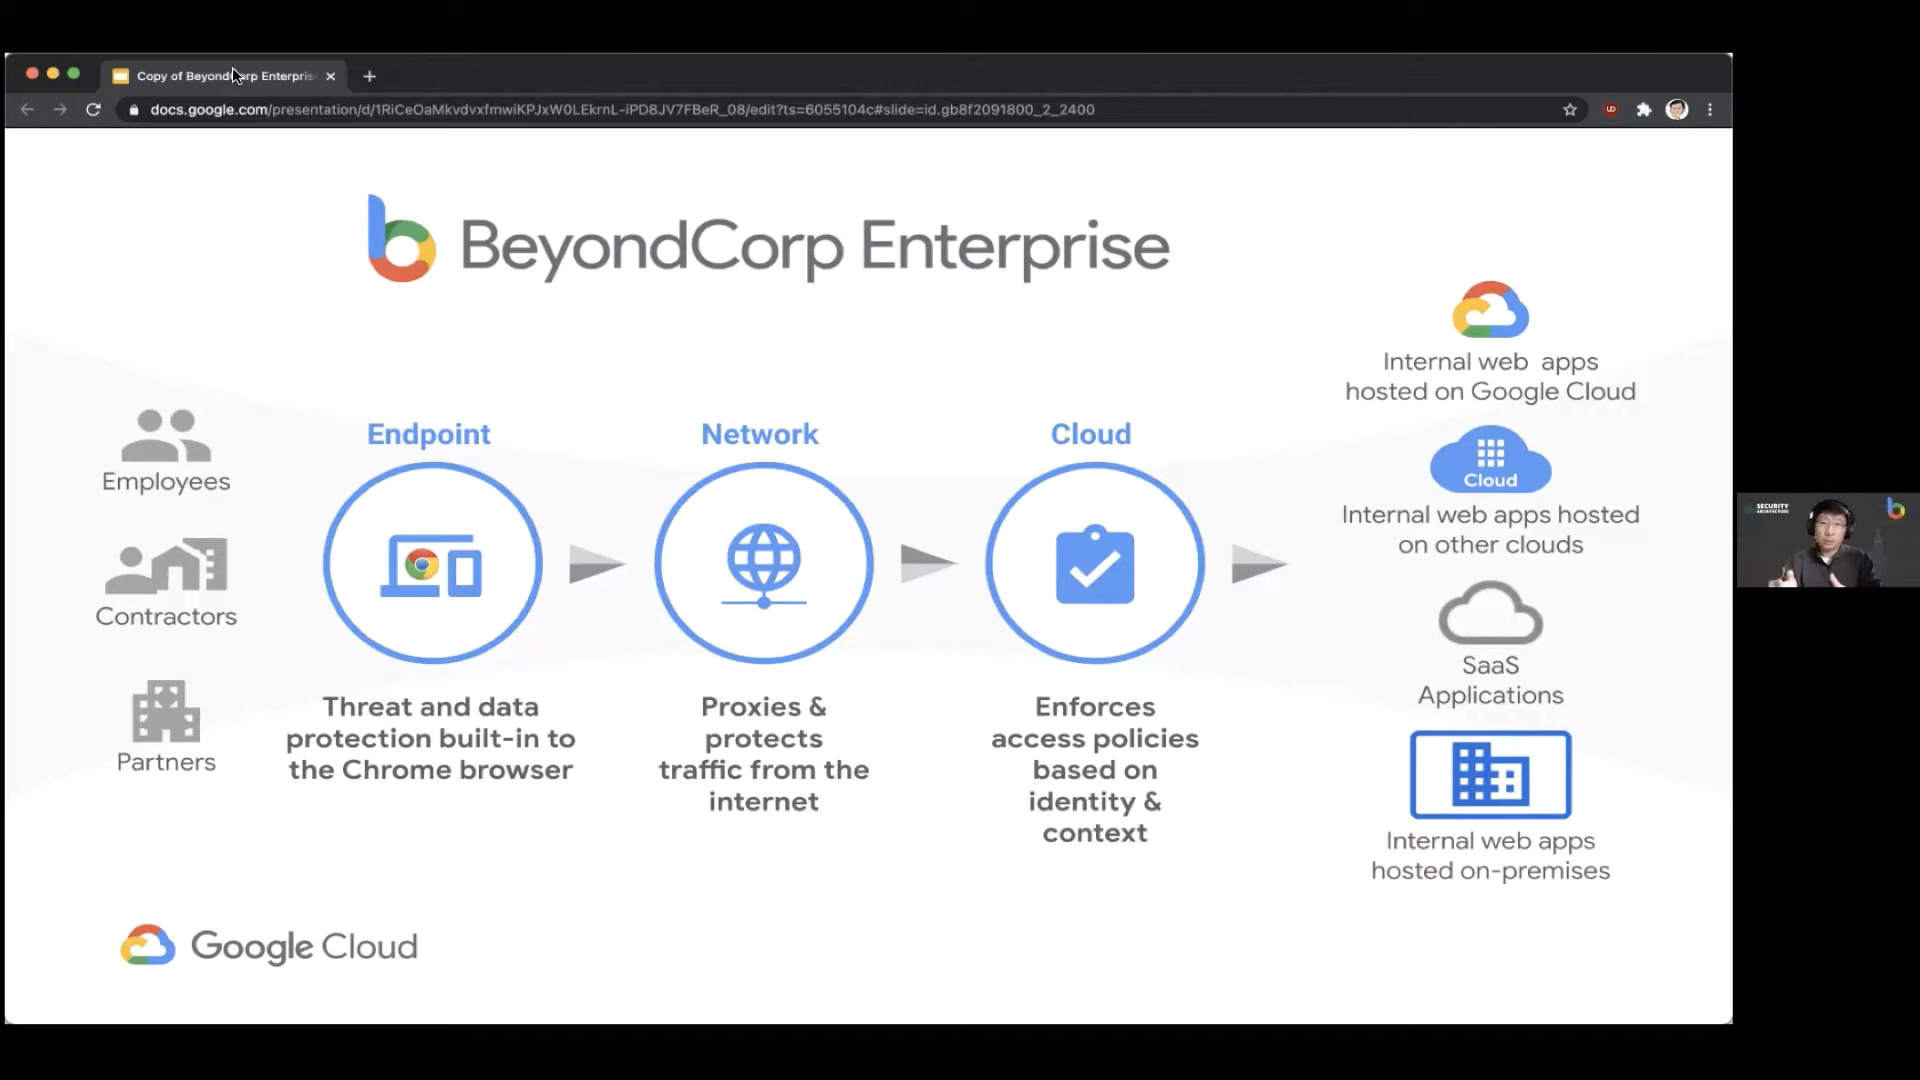 Copy of BeyondCorp Enterpris
docs.google.com/presentation/d/1RiCeOaMkvdvxfmwiKPJxW0LEkrnL-iPD8JV7FBeR_08/edit?ts=6055104c#slide=id.gb8f2091800_2_2400
BeyondCorp Enterprise
Employees
Contractors
Partners
Endpoint
Threat and data
protection built-in to
the Chrome browser
Network
Proxies &
protects
traffic from the
internet
Cloud
Enforces
access policies
based on
identity &
context
Internal web apps
hosted on Google Cloud
Cloud
Internal web apps hosted
on other clouds
SaaS
Applications
Internal web apps
hosted on-premises
Google Cloud
SECURITY
ARCHITECTURE